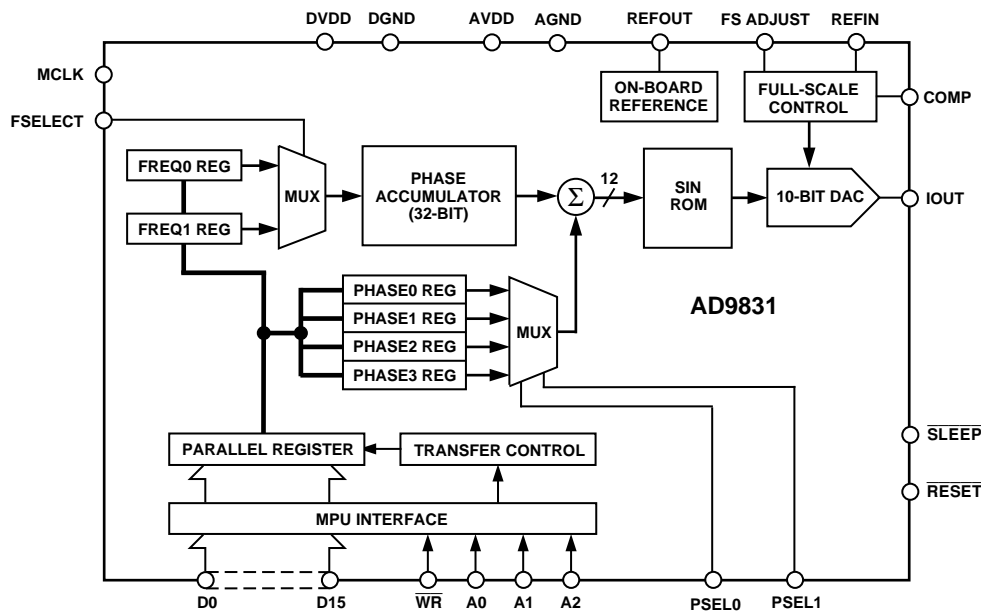 DVDD DGND AVDD AGND REFOUT FS ADJUST REFIN
MCLK
FSELECT
ON-BOARD
REFERENCE
FULL-SCALE
CONTROL
COMP
FREQ0 REG
FREQ1 REG
MUX
PHASE
ACCUMULATOR
(32-BIT)
Σ
12
SIN
ROM
10-BIT DAC
IOUT
PHASE0 REG
PHASE1 REG
PHASE2 REG
PHASE3 REG
MUX
AD9831
PARALLEL REGISTER
TRANSFER CONTROL
SLEEP
RESET
MPU INTERFACE
D0 D15 WR A0 A1 A2 PSEL0 PSEL1